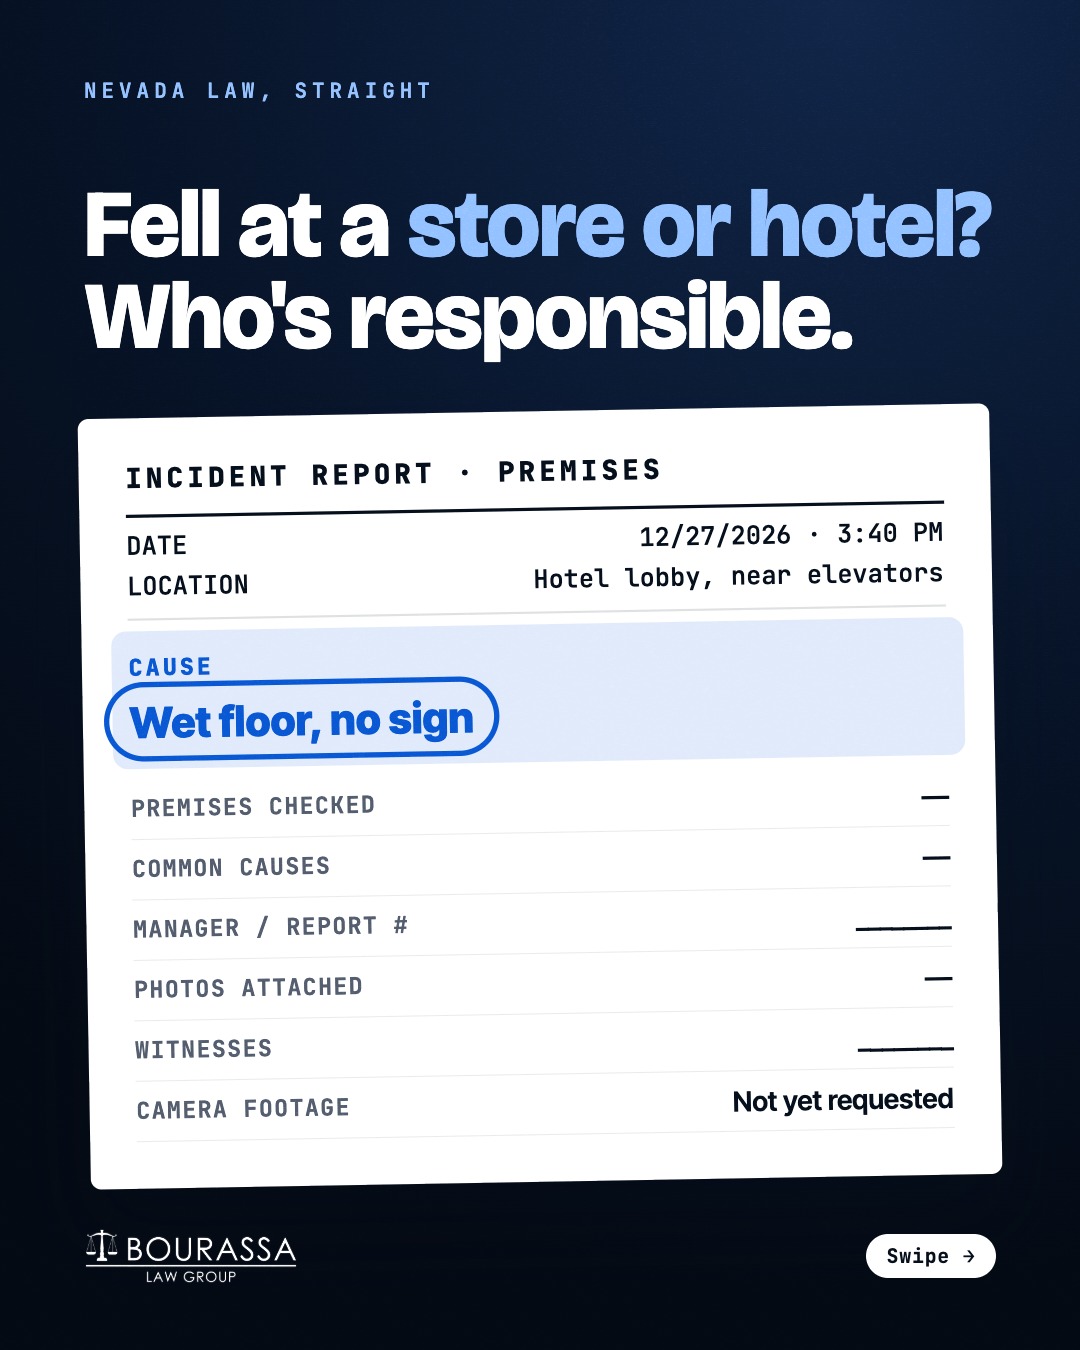 NEVADA LAW, STRAIGHT
Fell at a store or hotel?
Who's responsible.
INCIDENT REPORT · PREMISES
DATE 12/27/2026 · 3:40 PM
LOCATION Hotel lobby, near elevators
CAUSE
Wet floor, no sign
PREMISES CHECKED —
COMMON CAUSES —
MANAGER / REPORT # ________
PHOTOS ATTACHED —
WITNESSES ________
CAMERA FOOTAGE Not yet requested
BOURASSA
LAW GROUP
Swipe →